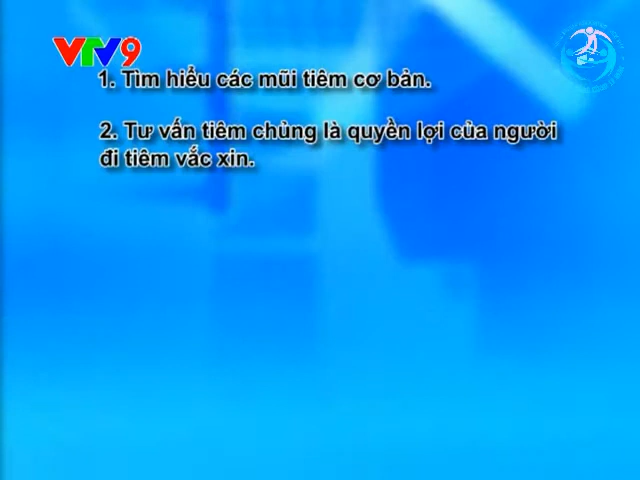 VTV9
1. Tìm hiểu các mũi tiêm cơ bản.
2. Tư vấn tiêm chủng là quyền lợi của người
đi tiêm vắc xin.